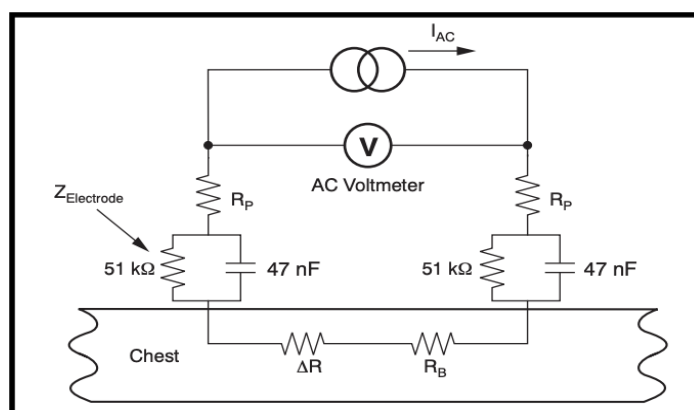 I_AC
V
AC Voltmeter
R_P R_P
Z_Electrode
51 kΩ 47 nF 51 kΩ 47 nF
Chest
ΔR R_B